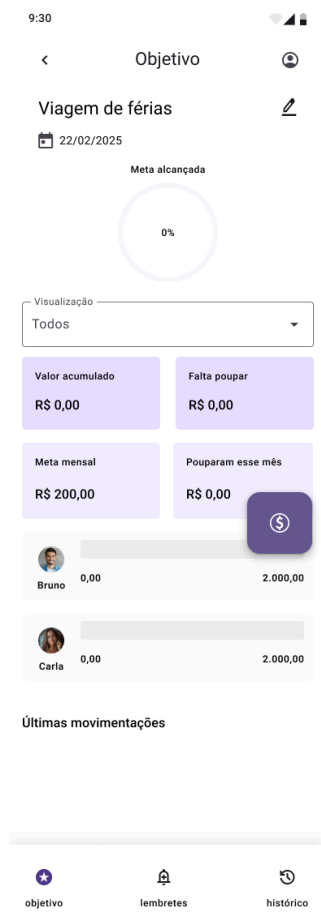 9:30
Objetivo
Viagem de férias
22/02/2025
Meta alcançada
0%
Visualização
Todos
Valor acumulado
R$ 0,00
Falta poupar
R$ 0,00
Meta mensal
R$ 200,00
Pouparam esse mês
R$ 0,00
Bruno
0,00
2.000,00
Carla
0,00
2.000,00
Últimas movimentações
objetivo
lembretes
histórico